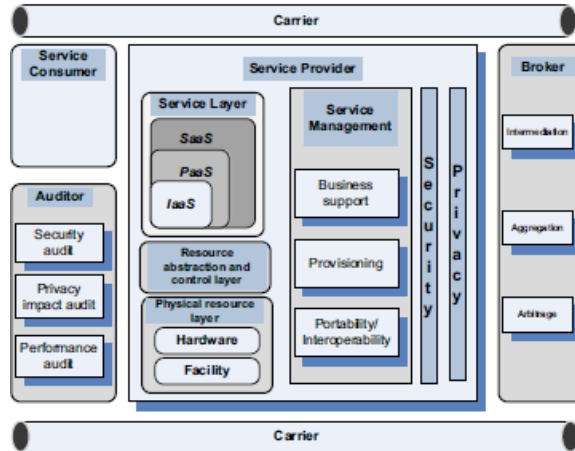 Carrier
Service
Consumer
Service Provider
Broker
Service Layer
SaaS
PaaS
IaaS
Service
Management
Intermediation
Business
support
Security
Privacy
Auditor
Security
audit
Privacy
impact audit
Performance
audit
Resource
abstraction and
control layer
Physical resource
layer
Hardware
Facility
Provisioning
Portability/
Interoperability
Aggregation
Arbitrage
Carrier